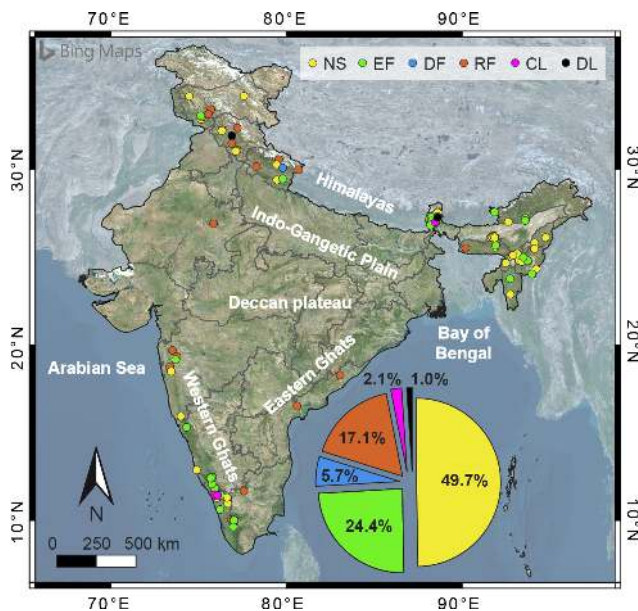 70°E 80°E 90°E
Bing Maps
NS EF DF RF CL DL
30°N 30°N
Himalayas
Indo-Gangetic Plain
Deccan plateau
20°N 20°N
Arabian Sea
Bay of
Bengal
Western Ghats
Eastern Ghats
2.1% 1.0%
17.1%
5.7%
49.7%
24.4%
N
10°N 10°N
0 250 500 km
70°E 80°E 90°E